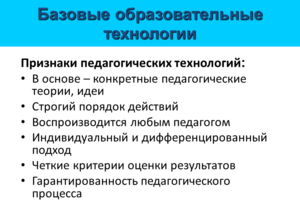 Базовые образовательные
технологии
Признаки педагогических технологий:
• В основе – конкретные педагогические
теории, идеи
• Строгий порядок действий
• Воспроизводится любым педагогом
• Индивидуальный и дифференцированный
подход
• Четкие критерии оценки результатов
• Гарантированность педагогического
процесса